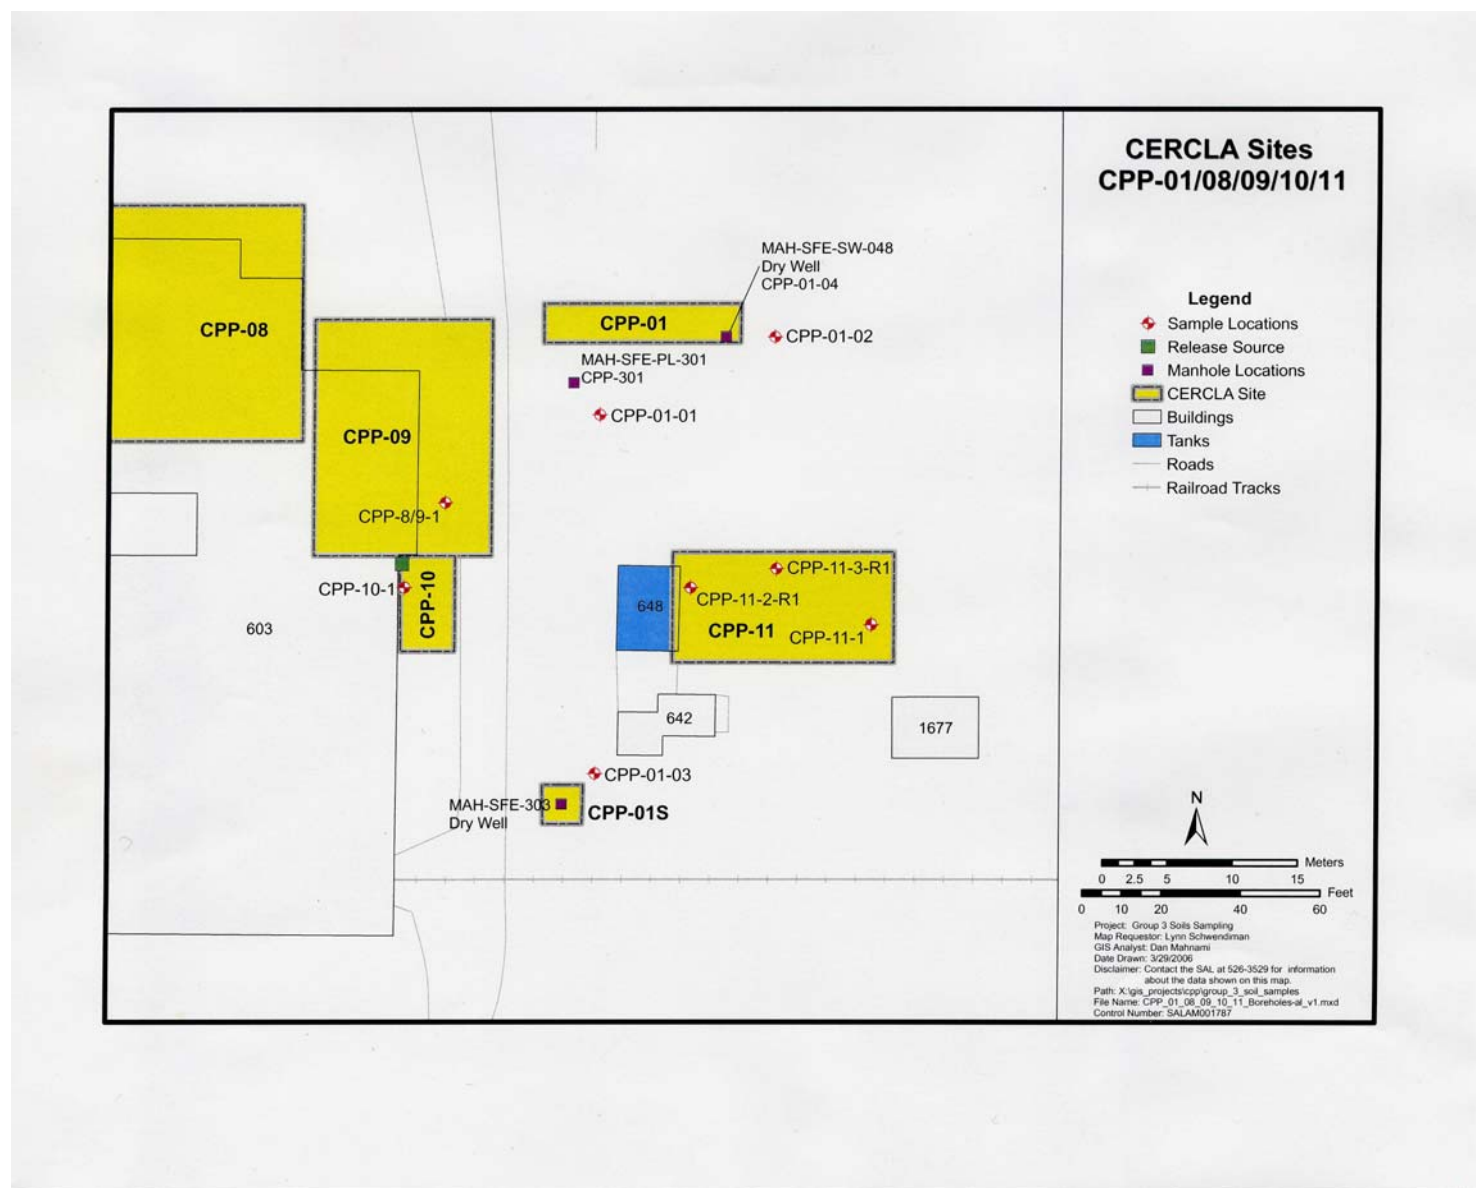 CERCLA Sites
CPP-01/08/09/10/11
MAH-SFE-SW-048
Dry Well
CPP-01-04
CPP-08
CPP-01
CPP-01-02
MAH-SFE-PL-301
CPP-301
CPP-01-01
CPP-09
CPP-8/9-1
CPP-10-1
CPP-10
603
648
CPP-11-3-R1
CPP-11-2-R1
CPP-11
CPP-11-1
642
1677
CPP-01-03
MAH-SFE-303
Dry Well
CPP-01S
Legend
Sample Locations
Release Source
Manhole Locations
CERCLA Site
Buildings
Tanks
Roads
Railroad Tracks
N
Meters
0 2.5 5 10 15
Feet
0 10 20 40 60
Project: Group 3 Soils Sampling
Map Requestor: Lynn Schwendiman
GIS Analyst: Dan Mahnami
Date Drawn: 3/29/2006
Disclaimer: Contact the SAL at 526-3529 for information
about the data shown on this map.
Path: X:\gis_projects\cpp\group_3_soil_samples
File Name: CPP_01_08_09_10_11_Boreholes-al_v1.mxd
Control Number: SALAM001787